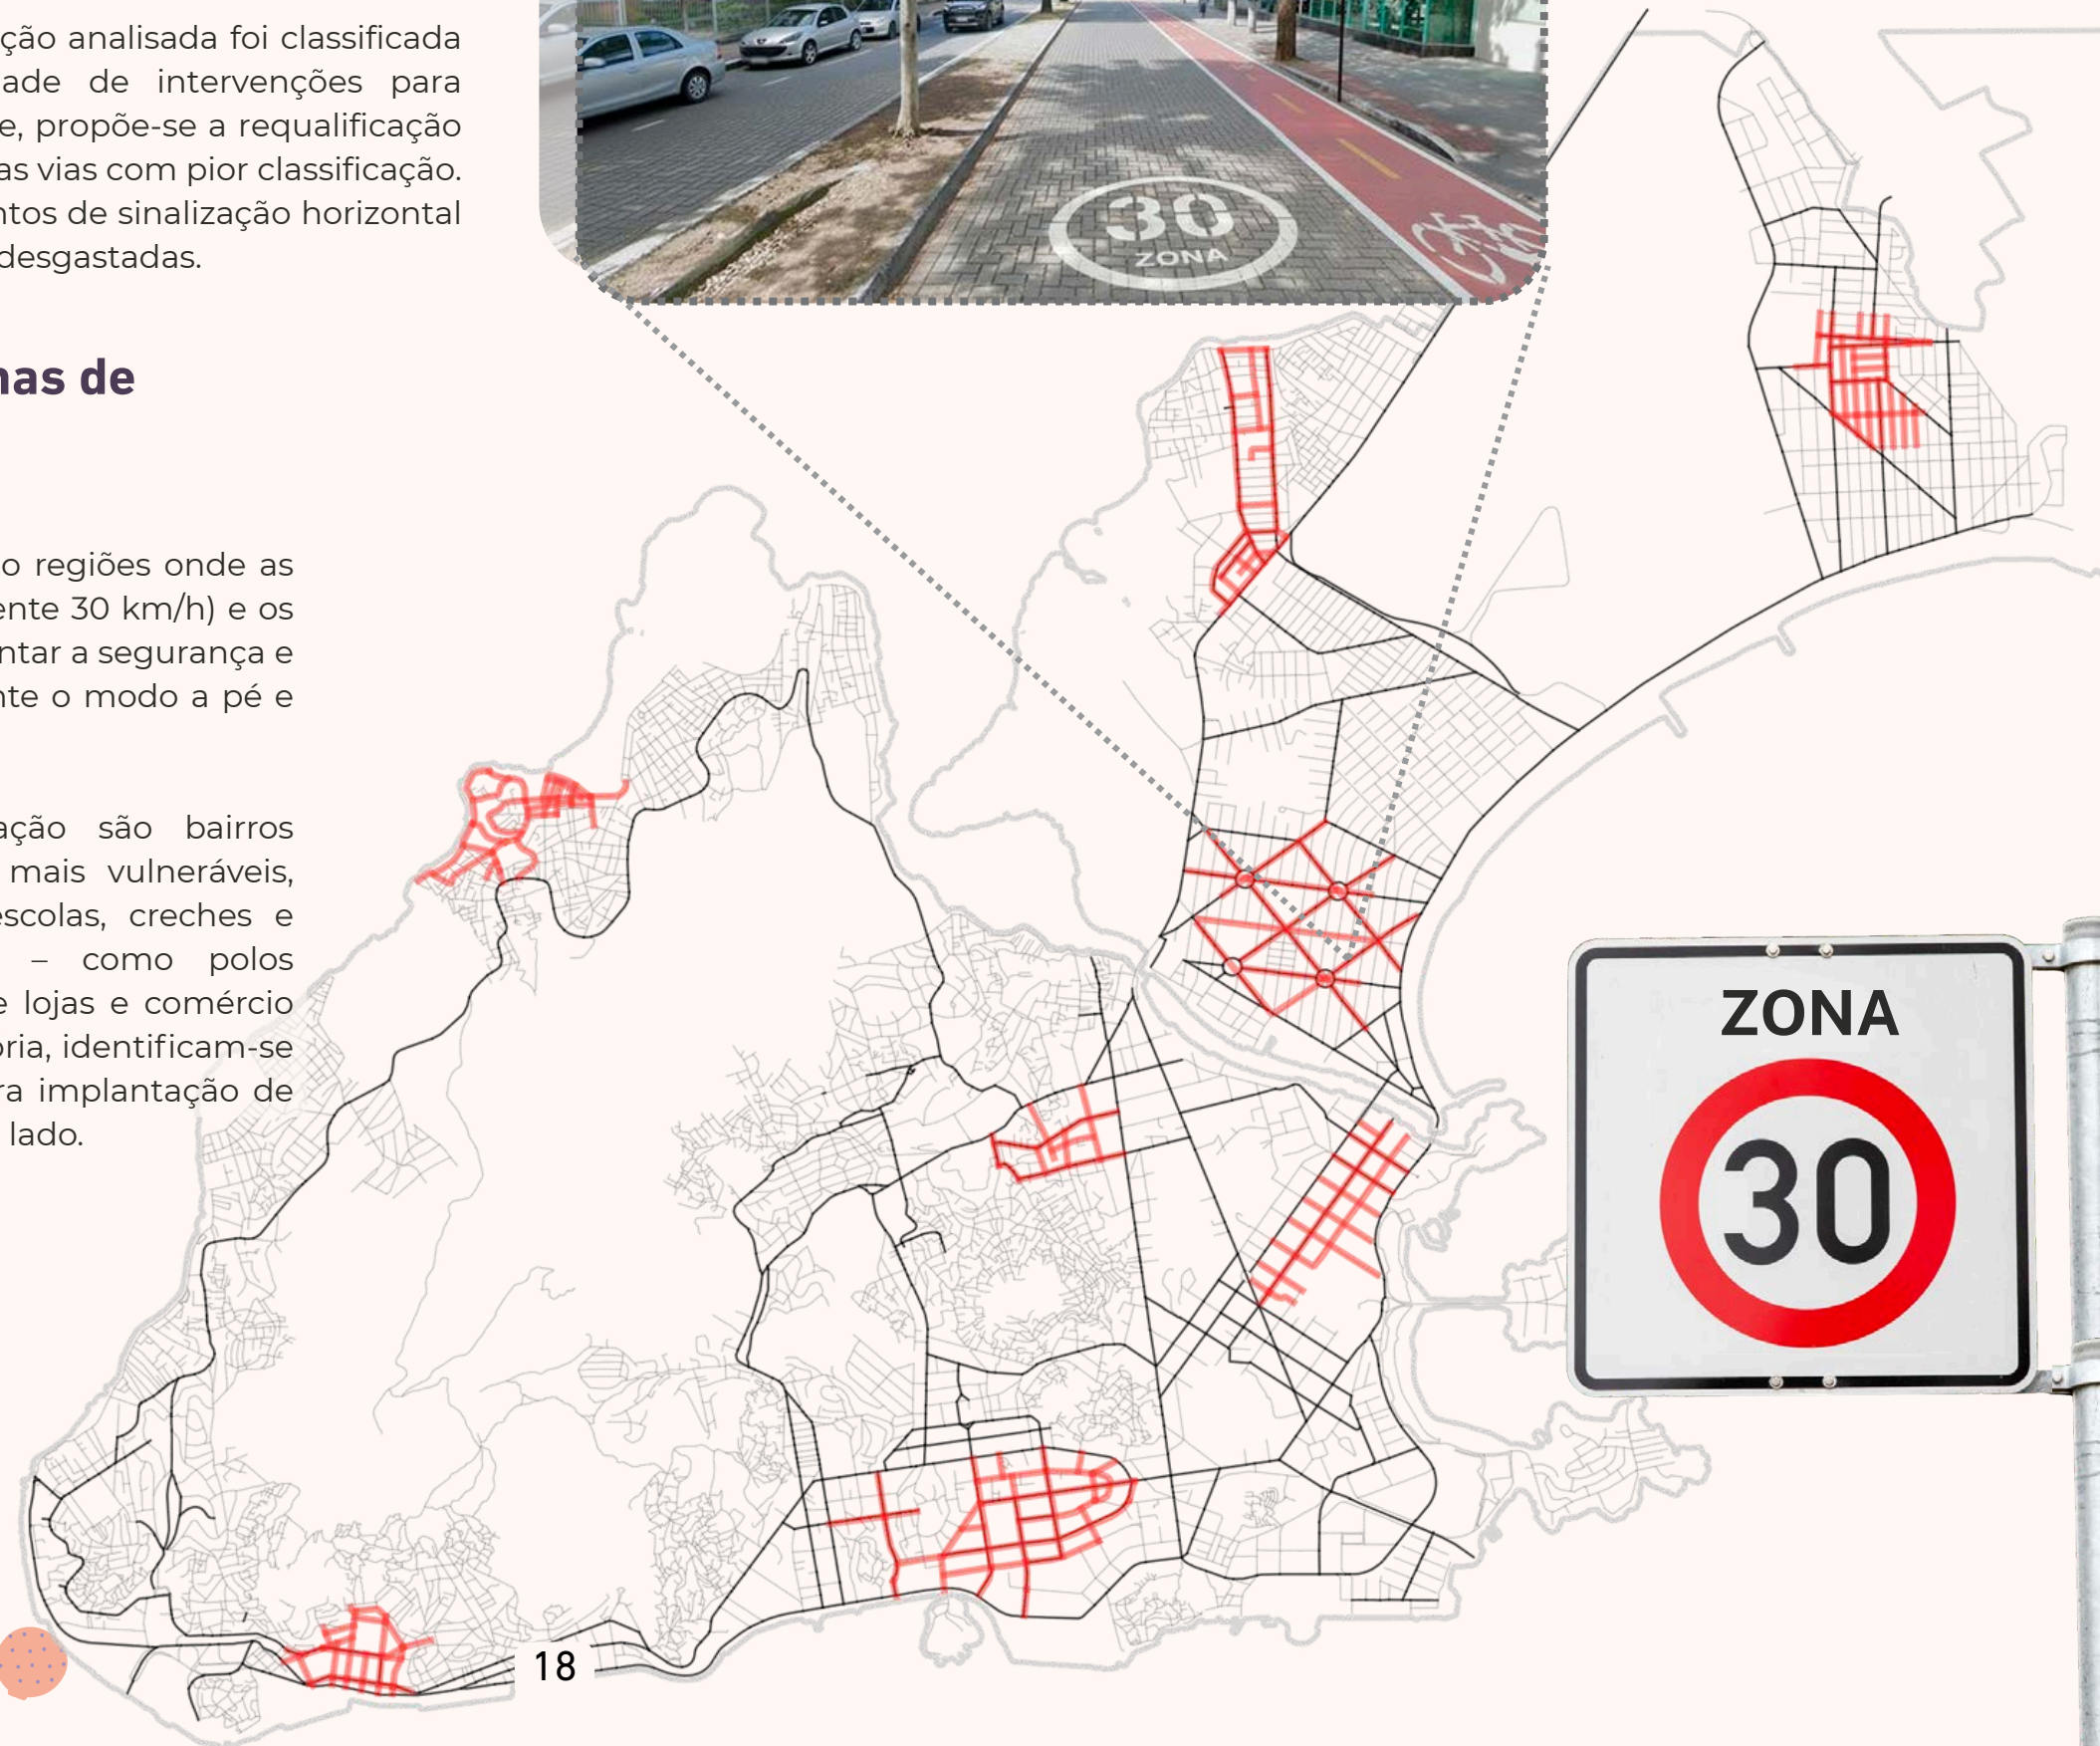 ção analisada foi classificada
ade de intervenções para
e, propõe-se a requalificação
as vias com pior classificação.
ntos de sinalização horizontal
desgastadas.
30
ZONA
nas de
o regiões onde as
ente 30 km/h) e os
ntar a segurança e
nte o modo a pé e
ação são bairros
mais vulneráveis,
escolas, creches e
– como polos
e lojas e comércio
ória, identificam-se
ra implantação de
lado.
ZONA
30
18